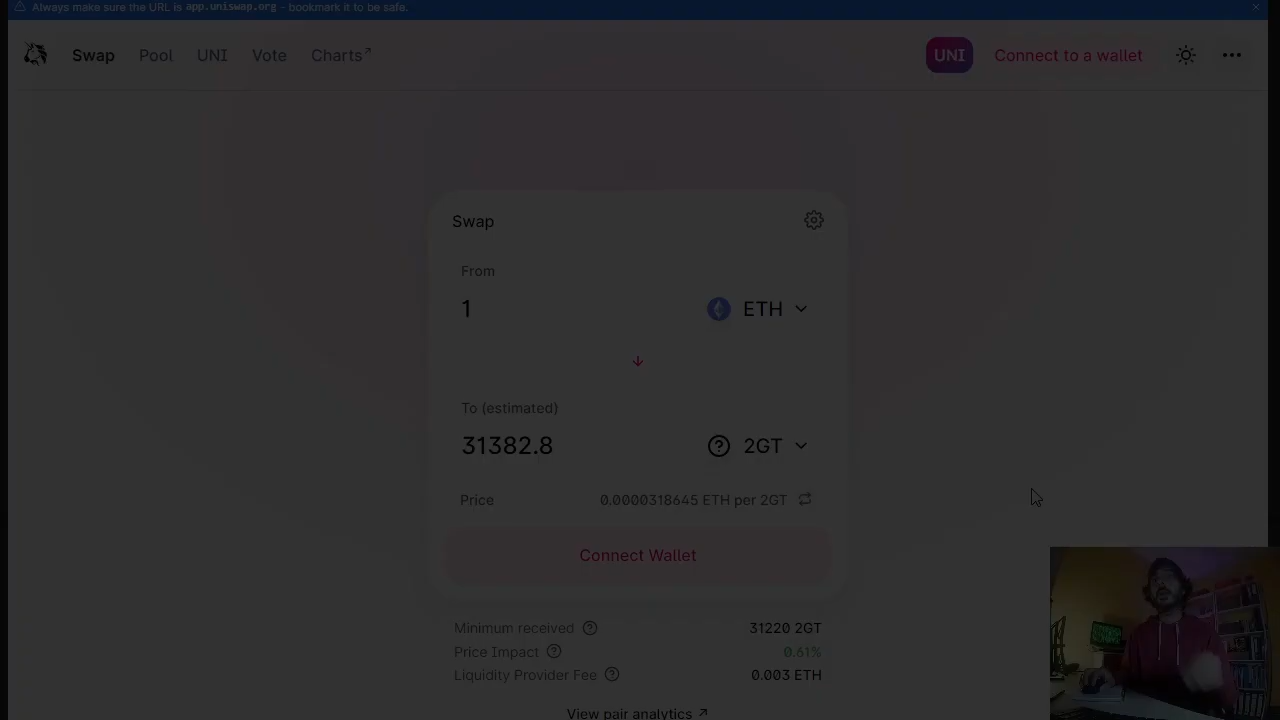 Always make sure the URL is app.uniswap.org - bookmark it to be safe.
Swap Pool UNI Vote Charts↗ UNI Connect to a wallet
Swap
From
1 ETH
To (estimated)
31382.8 2GT
Price 0.0000318645 ETH per 2GT
Connect Wallet
Minimum received 31220 2GT
Price Impact 0.61%
Liquidity Provider Fee 0.003 ETH
View pair analytics ↗